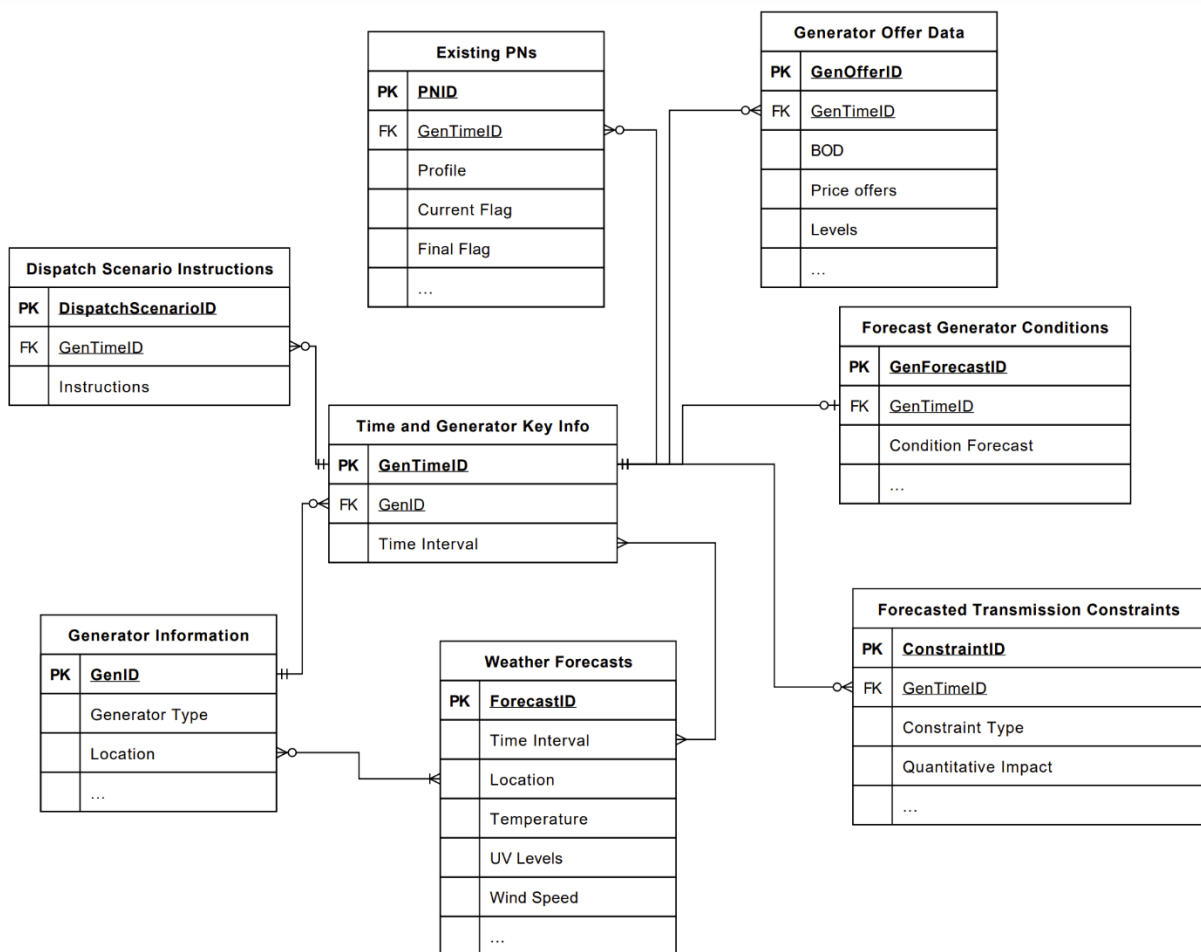 Existing PNs
PK PNID
FK GenTimeID
Profile
Current Flag
Final Flag
...
Generator Offer Data
PK GenOfferID
FK GenTimeID
BOD
Price offers
Levels
...
Dispatch Scenario Instructions
PK DispatchScenarioID
FK GenTimeID
Instructions
Forecast Generator Conditions
PK GenForecastID
FK GenTimeID
Condition Forecast
...
Time and Generator Key Info
PK GenTimeID
FK GenID
Time Interval
Generator Information
PK GenID
Generator Type
Location
...
Weather Forecasts
PK ForecastID
Time Interval
Location
Temperature
UV Levels
Wind Speed
...
Forecasted Transmission Constraints
PK ConstraintID
FK GenTimeID
Constraint Type
Quantitative Impact
...